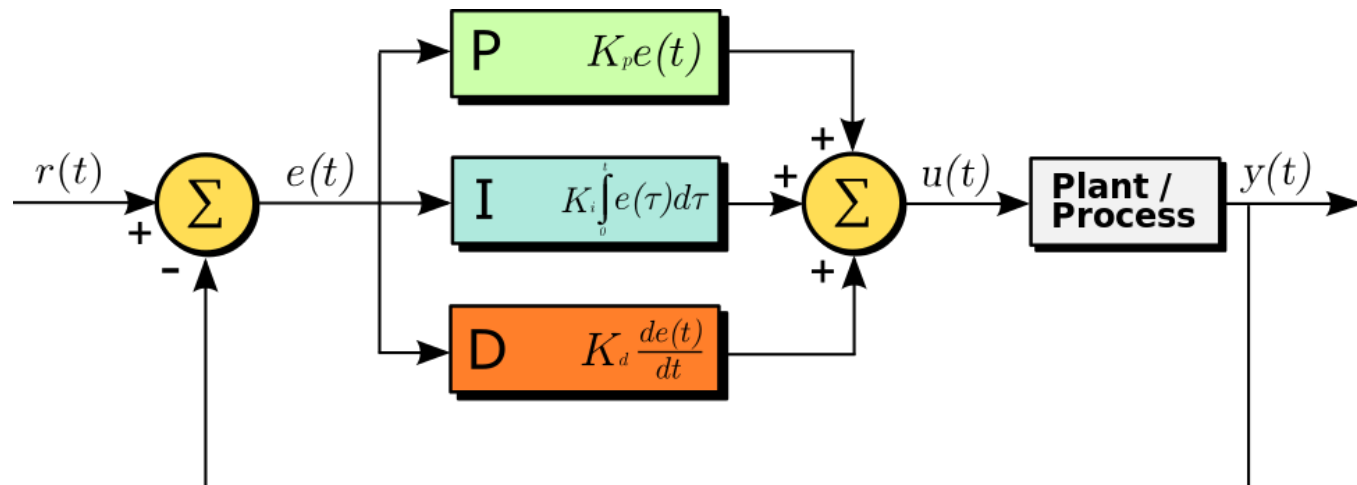 P K_p e(t)
r(t)
+
-
Σ
e(t)
I K_i ∫_0^t e(τ)dτ
D K_d de(t)/dt
+
+
+
Σ
u(t)
Plant /
Process
y(t)